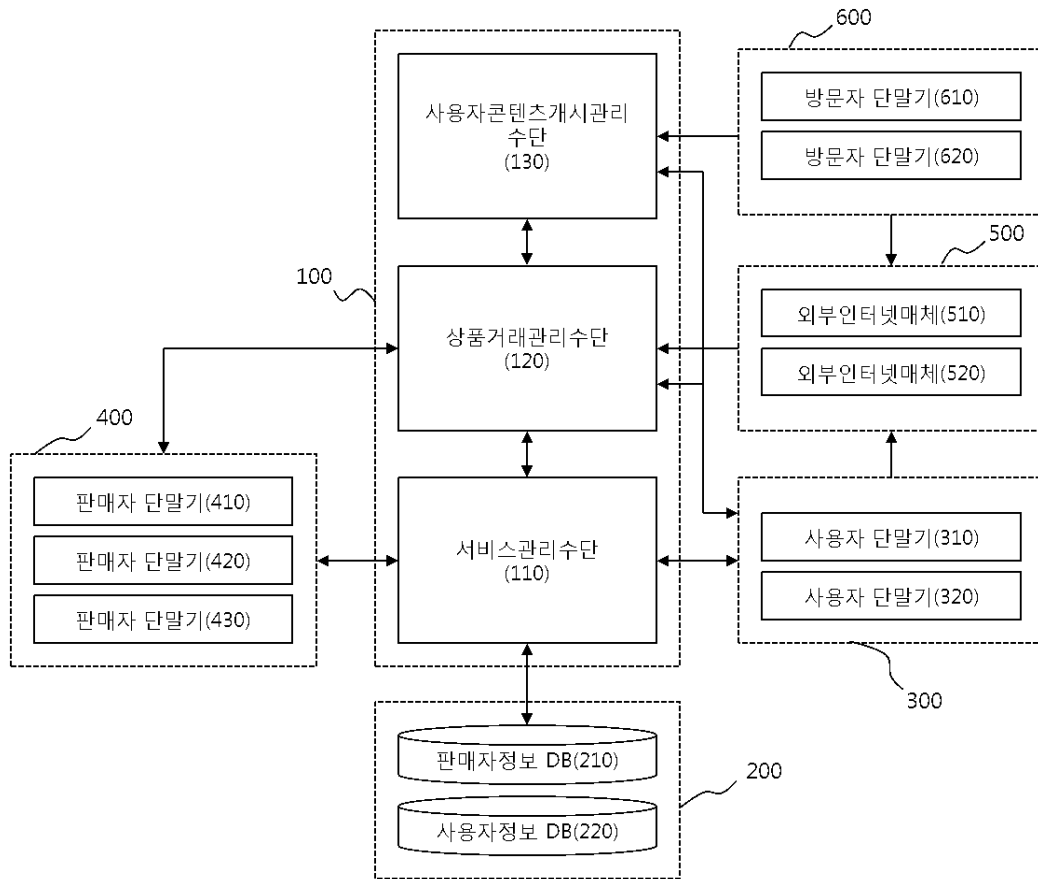 600
방문자 단말기(610)
방문자 단말기(620)
사용자콘텐츠개시관리
수단
(130)
500
외부인터넷매체(510)
외부인터넷매체(520)
100
상품거래관리수단
(120)
400
판매자 단말기(410)
판매자 단말기(420)
판매자 단말기(430)
서비스관리수단
(110)
사용자 단말기(310)
사용자 단말기(320)
300
판매자정보 DB(210)
사용자정보 DB(220)
200